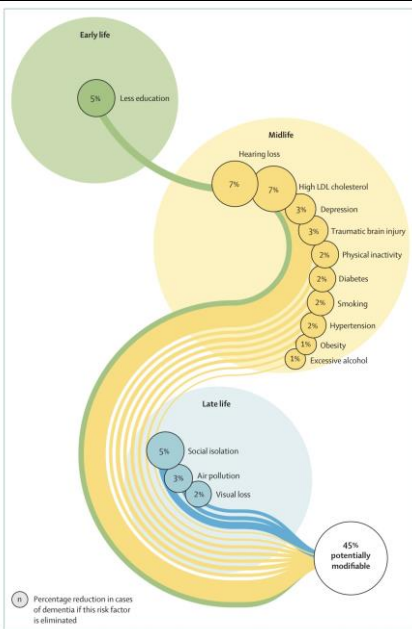 Early life
5%
Less education
Midlife
Hearing loss
7%
7%
High LDL cholesterol
3%
Depression
3%
Traumatic brain injury
2%
Physical inactivity
2%
Diabetes
2%
Smoking
2%
Hypertension
1%
Obesity
1%
Excessive alcohol
Late life
5%
Social isolation
3%
Air pollution
2%
Visual loss
45%
potentially
modifiable
n
Percentage reduction in cases
of dementia if this risk factor
is eliminated